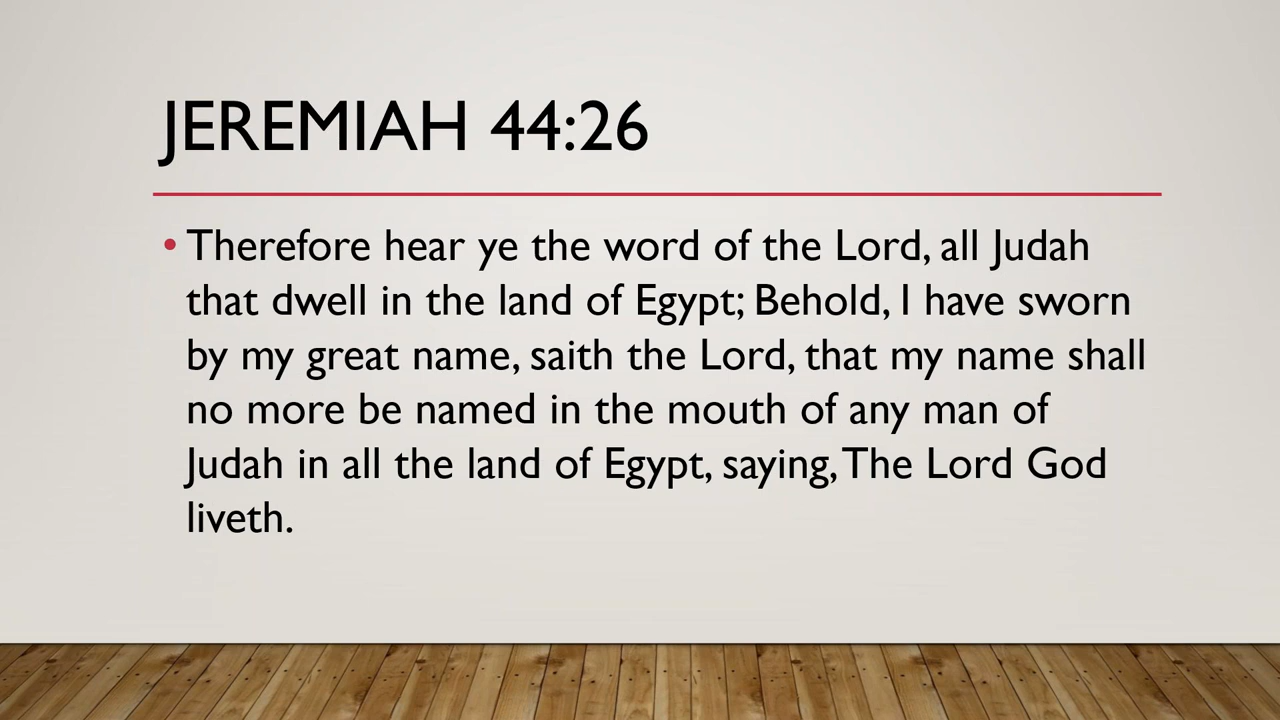 JEREMIAH 44:26
• Therefore hear ye the word of the Lord, all Judah
that dwell in the land of Egypt; Behold, I have sworn
by my great name, saith the Lord, that my name shall
no more be named in the mouth of any man of
Judah in all the land of Egypt, saying, The Lord God
liveth.